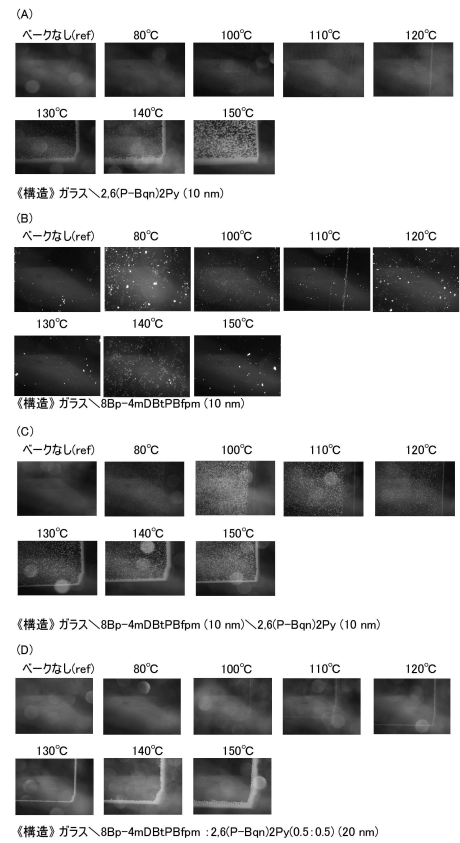 (A)
ベークなし(ref) 80℃ 100℃ 110℃ 120℃
130℃ 140℃ 150℃
《構造》 ガラス＼2,6(P-Bqn)2Py (10 nm)
(B)
ベークなし(ref) 80℃ 100℃ 110℃ 120℃
130℃ 140℃ 150℃
《構造》 ガラス＼8Bp-4mDBtPBfpm (10 nm)
(C)
ベークなし(ref) 80℃ 100℃ 110℃ 120℃
130℃ 140℃ 150℃
《構造》 ガラス＼8Bp-4mDBtPBfpm (10 nm)＼2,6(P-Bqn)2Py (10 nm)
(D)
ベークなし(ref) 80℃ 100℃ 110℃ 120℃
130℃ 140℃ 150℃
《構造》 ガラス＼8Bp-4mDBtPBfpm :2,6(P-Bqn)2Py(0.5:0.5) (20 nm)